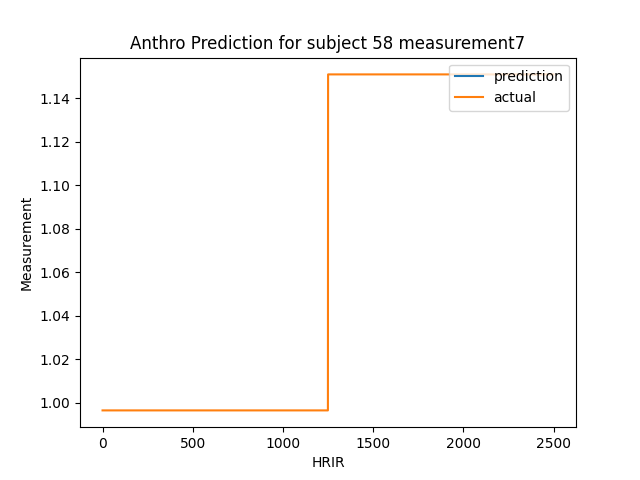 Anthro Prediction for subject 58 measurement7
prediction
actual
1.14
1.12
1.10
1.08
1.06
1.04
1.02
1.00
Measurement
0 500 1000 1500 2000 2500
HRIR